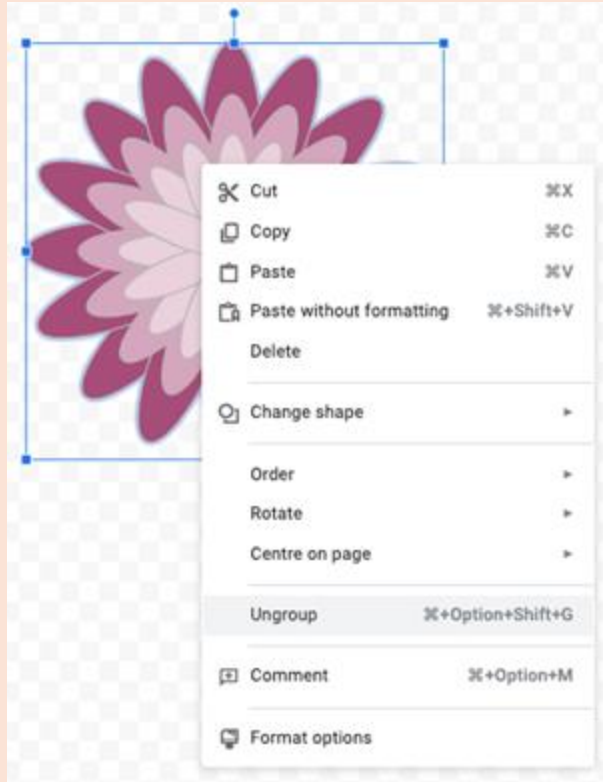 Cut ⌘X
Copy ⌘C
Paste ⌘V
Paste without formatting ⌘+Shift+V
Delete
Change shape
Order
Rotate
Centre on page
Ungroup ⌘+Option+Shift+G
Comment ⌘+Option+M
Format options